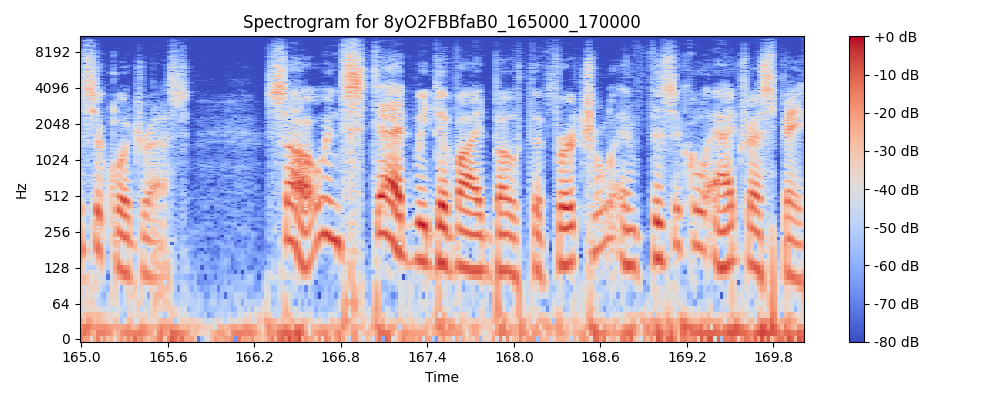 Spectrogram for 8yO2FBBfaB0_165000_170000
Hz
8192
4096
2048
1024
512
256
128
64
0
165.0 165.6 166.2 166.8 167.4 168.0 168.6 169.2 169.8
Time
+0 dB
-10 dB
-20 dB
-30 dB
-40 dB
-50 dB
-60 dB
-70 dB
-80 dB